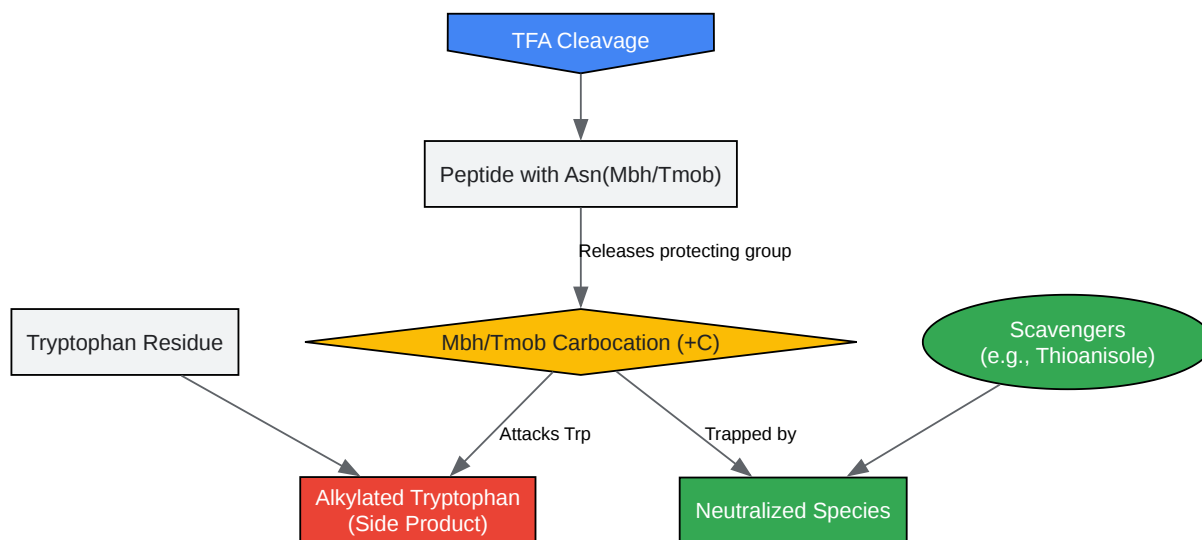 TFA Cleavage
Peptide with Asn(Mbh/Tmob)
Releases protecting group
Tryptophan Residue
Mbh/Tmob Carbocation (+C)
Scavengers
(e.g., Thioanisole)
Attacks Trp
Trapped by
Alkylated Tryptophan
(Side Product)
Neutralized Species